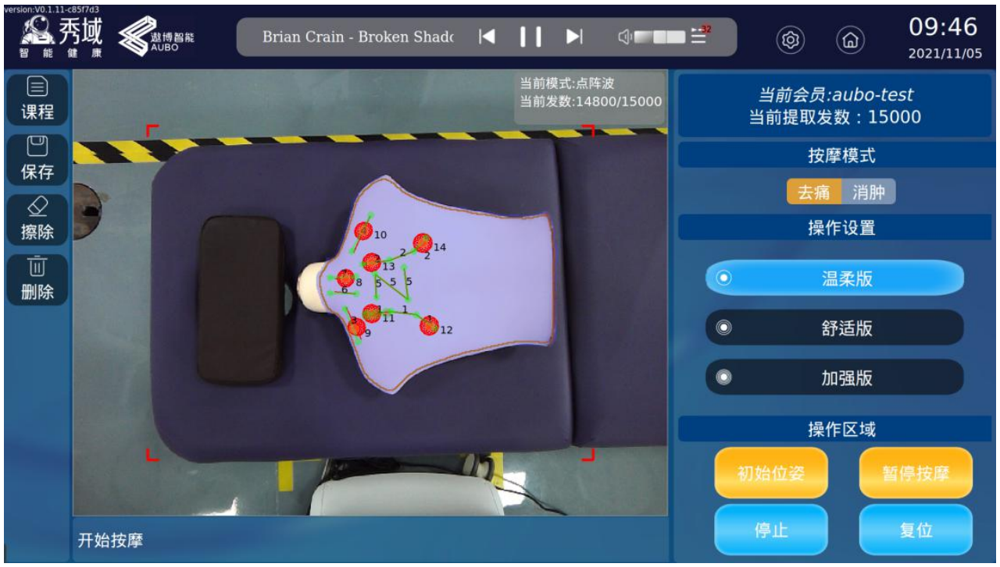 version:V0.1.11-c85f7d3
秀域
智能健康
遨博智能
AUBO
Brian Crain - Broken Shado
32
09:46
2021/11/05
课程
保存
擦除
删除
当前模式:点阵波
当前发数:14800/15000
10
14
2
2
13
8
5
5
5
6
1
11
3
9
12
开始按摩
当前会员:aubo-test
当前提取发数：15000
按摩模式
去痛
消肿
操作设置
温柔版
舒适版
加强版
操作区域
初始位姿
暂停按摩
停止
复位